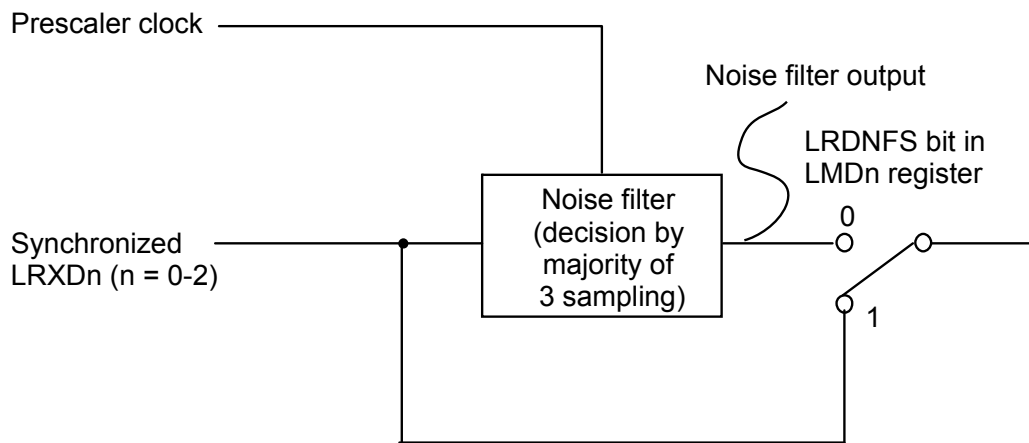 Prescaler clock
Noise filter output
LRDNFS bit in
LMDn register
0
Noise filter
(decision by
majority of
3 sampling)
Synchronized
LRXDn (n = 0-2)
1